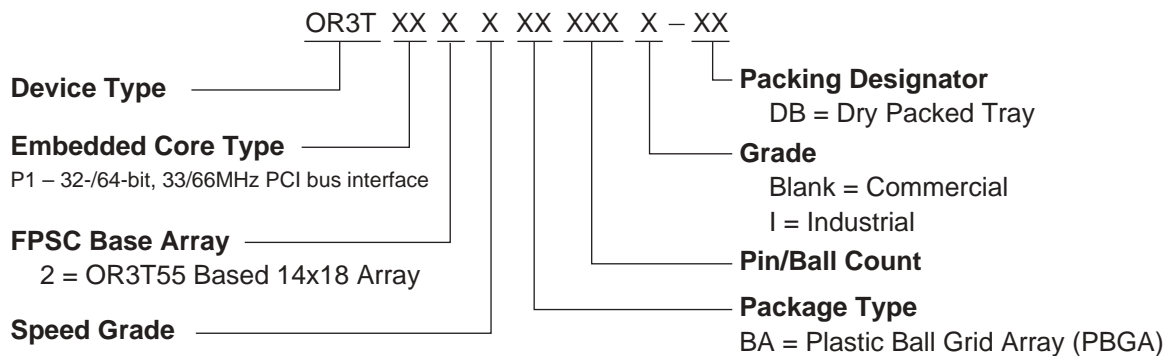 OR3T XX X X XX XXX X – XX
Device Type
Embedded Core Type
P1 – 32-/64-bit, 33/66MHz PCI bus interface
FPSC Base Array
2 = OR3T55 Based 14x18 Array
Speed Grade
Packing Designator
DB = Dry Packed Tray
Grade
Blank = Commercial
I = Industrial
Pin/Ball Count
Package Type
BA = Plastic Ball Grid Array (PBGA)